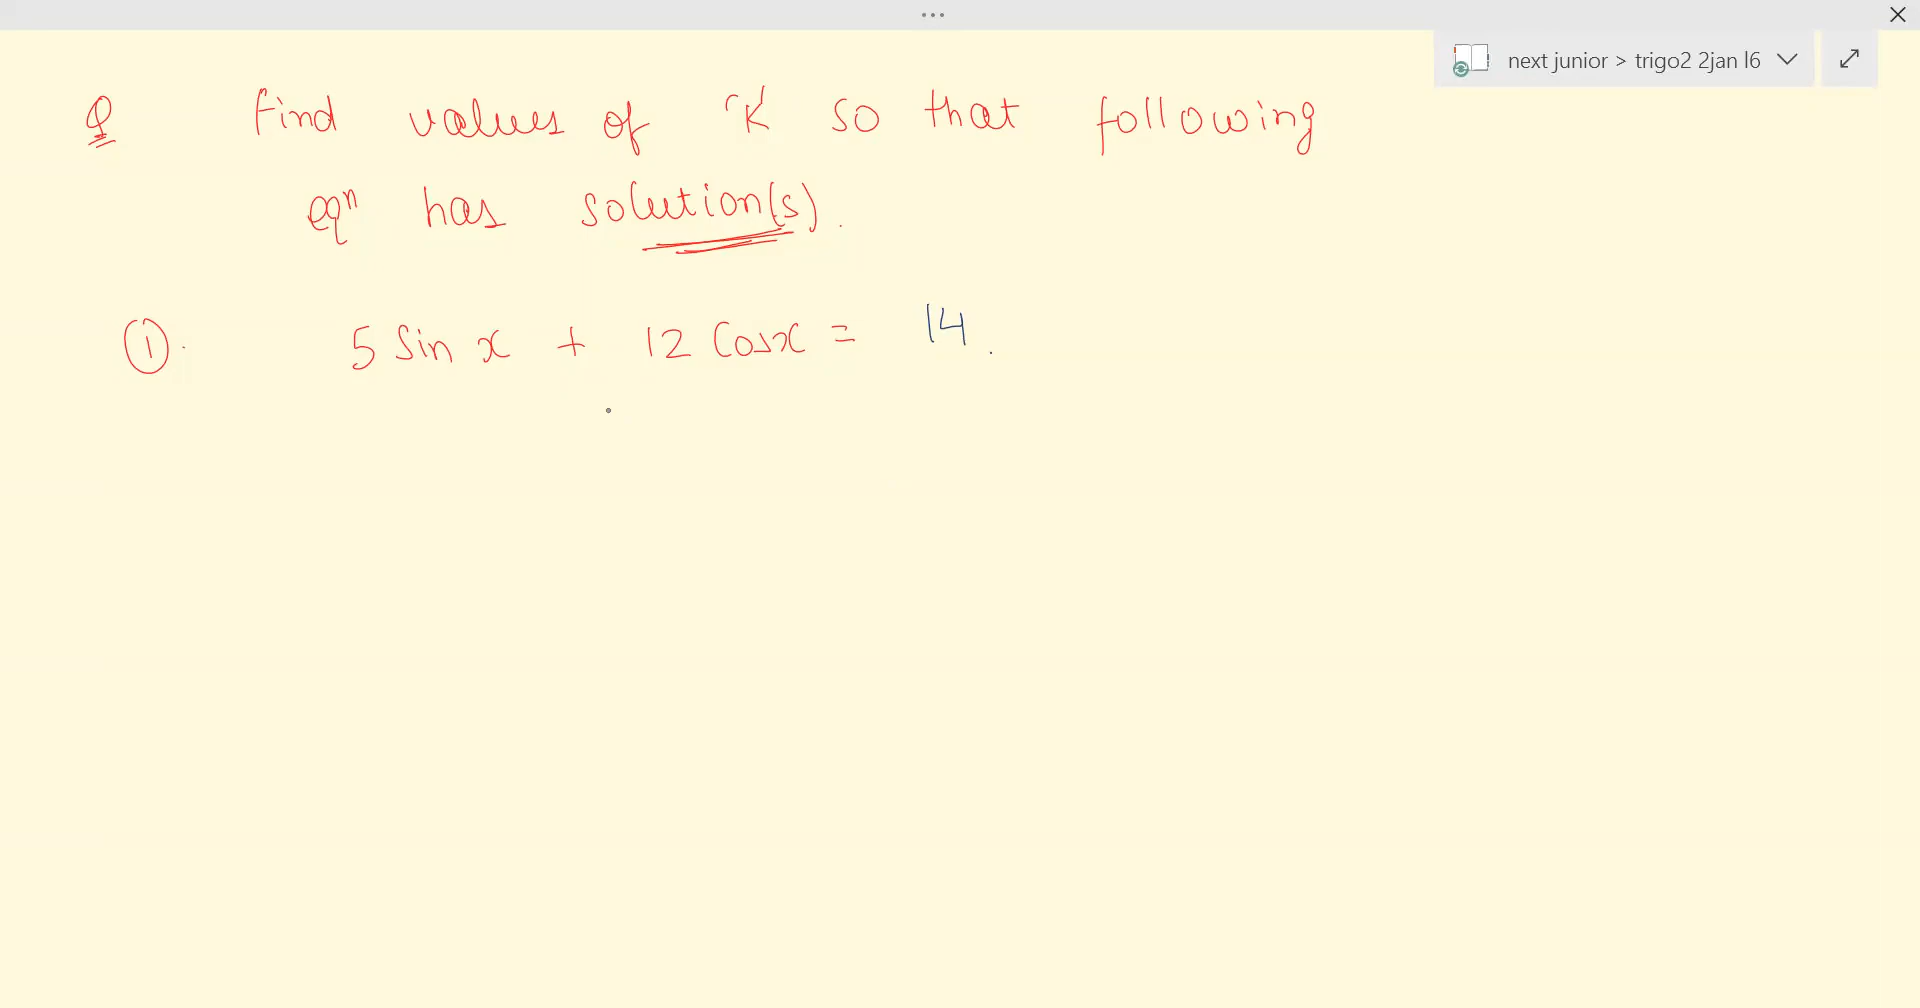 next junior > trigo2 2jan l6
Q Find values of 'K' so that following
eqⁿ has solution(s).
① 5 Sin x + 12 Cosx = 14.